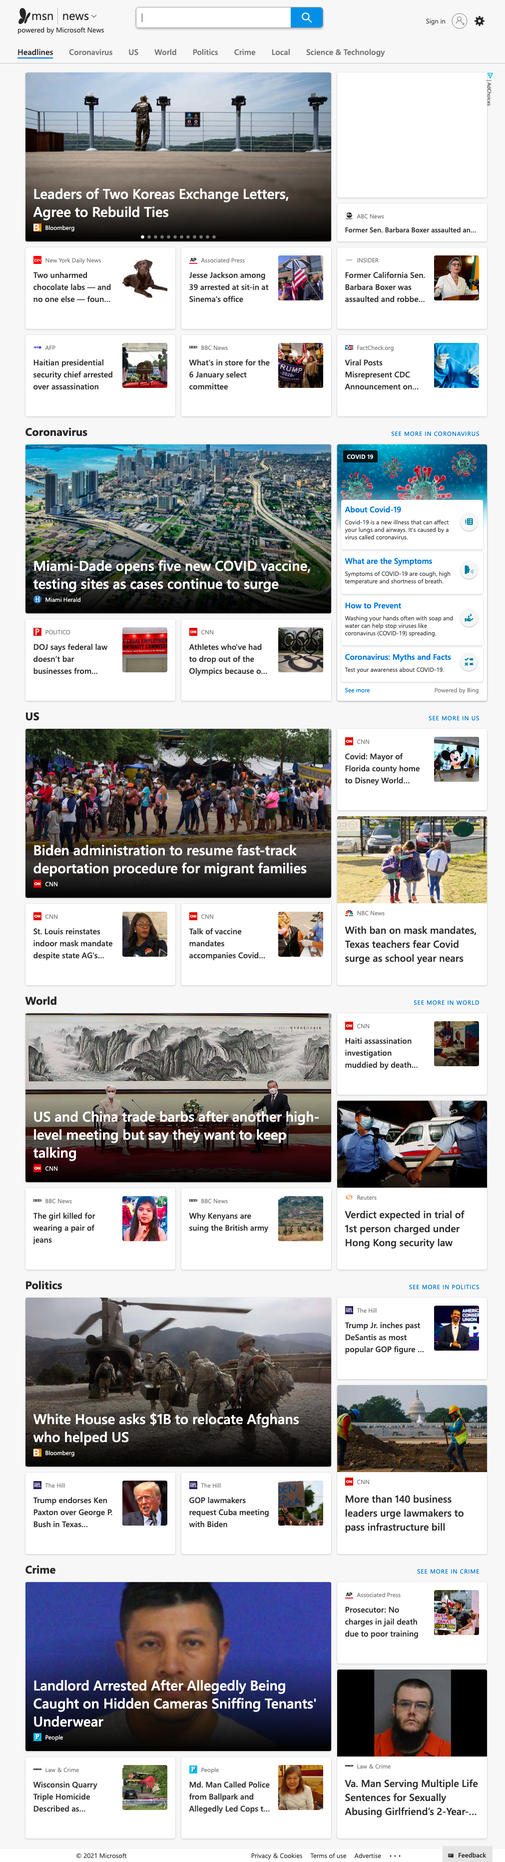 msn | news
powered by Microsoft News
Sign in
Headlines Coronavirus US World Politics Crime Local Science & Technology
AdChoices
Leaders of Two Koreas Exchange Letters,
Agree to Rebuild Ties
Bloomberg
ABC News
Former Sen. Barbara Boxer assaulted an...
New York Daily News
Two unharmed
chocolate labs — and
no one else — foun...
Associated Press
Jesse Jackson among
39 arrested at sit-in at
Sinema's office
INSIDER
Former California Sen.
Barbara Boxer was
assaulted and robbe...
AFP
Haitian presidential
security chief arrested
over assassination
BBC News
What's in store for the
6 January select
committee
TRUMP
FactCheck.org
Viral Posts
Misrepresent CDC
Announcement on...
Coronavirus
SEE MORE IN CORONAVIRUS
Miami-Dade opens five new COVID vaccine,
testing sites as cases continue to surge
Miami Herald
COVID 19
About Covid-19
Covid-19 is a new illness that can affect
your lungs and airways. It's caused by a
virus called coronavirus.
What are the Symptoms
Symptoms of COVID-19 are cough, high
temperature and shortness of breath.
How to Prevent
Washing your hands often with soap and
water can help stop viruses like
coronavirus (COVID-19) spreading.
Coronavirus: Myths and Facts
Test your awareness about COVID-19.
See more
Powered by Bing
POLITICO
DOJ says federal law
doesn't bar
businesses from...
CNN
Athletes who've had
to drop out of the
Olympics because o...
US
SEE MORE IN US
Biden administration to resume fast-track
deportation procedure for migrant families
CNN
CNN
Covid: Mayor of
Florida county home
to Disney World...
NBC News
With ban on mask mandates,
Texas teachers fear Covid
surge as school year nears
CNN
St. Louis reinstates
indoor mask mandate
despite state AG's...
CNN
Talk of vaccine
mandates
accompanies Covid...
World
SEE MORE IN WORLD
US and China trade barbs after another high-
level meeting but say they want to keep
talking
CNN
CNN
Haiti assassination
investigation
muddied by death...
Reuters
Verdict expected in trial of
1st person charged under
Hong Kong security law
BBC News
The girl killed for
wearing a pair of
jeans
BBC News
Why Kenyans are
suing the British army
Politics
SEE MORE IN POLITICS
White House asks $1B to relocate Afghans
who helped US
Bloomberg
The Hill
Trump Jr. inches past
DeSantis as most
popular GOP figure ...
CNN
More than 140 business
leaders urge lawmakers to
pass infrastructure bill
The Hill
Trump endorses Ken
Paxton over George P.
Bush in Texas...
The Hill
GOP lawmakers
request Cuba meeting
with Biden
Crime
SEE MORE IN CRIME
Landlord Arrested After Allegedly Being
Caught on Hidden Cameras Sniffing Tenants'
Underwear
People
Associated Press
Prosecutor: No
charges in jail death
due to poor training
Law & Crime
Va. Man Serving Multiple Life
Sentences for Sexually
Abusing Girlfriend's 2-Year-...
Law & Crime
Wisconsin Quarry
Triple Homicide
Described as...
People
Md. Man Called Police
from Ballpark and
Allegedly Led Cops t...
© 2021 Microsoft
Privacy & Cookies Terms of use Advertise ...
Feedback